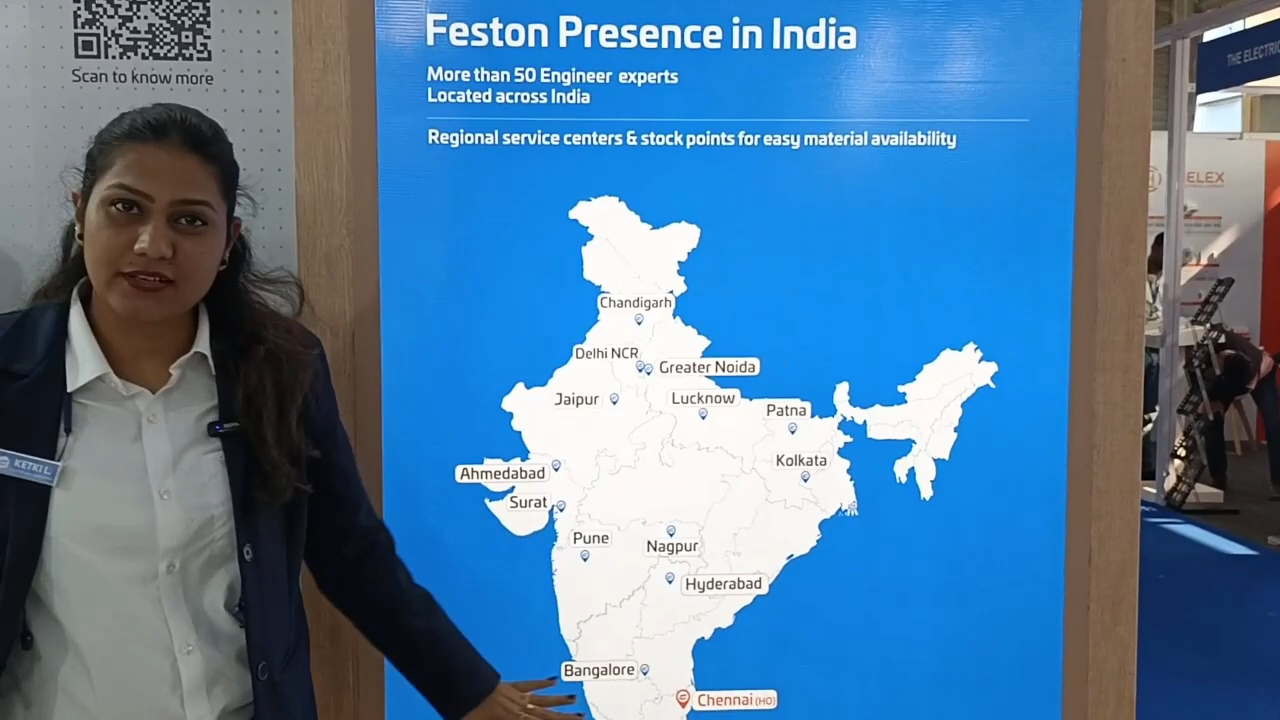 Scan to know more
Feston Presence in India
More than 50 Engineer experts
Located across India
Regional service centers & stock points for easy material availability
Chandigarh
Delhi NCR
Greater Noida
Jaipur
Lucknow
Patna
Ahmedabad
Kolkata
Surat
Pune
Nagpur
Hyderabad
Bangalore
Chennai (HO)
KETKI L.
THE ELECTRIC
ELEX